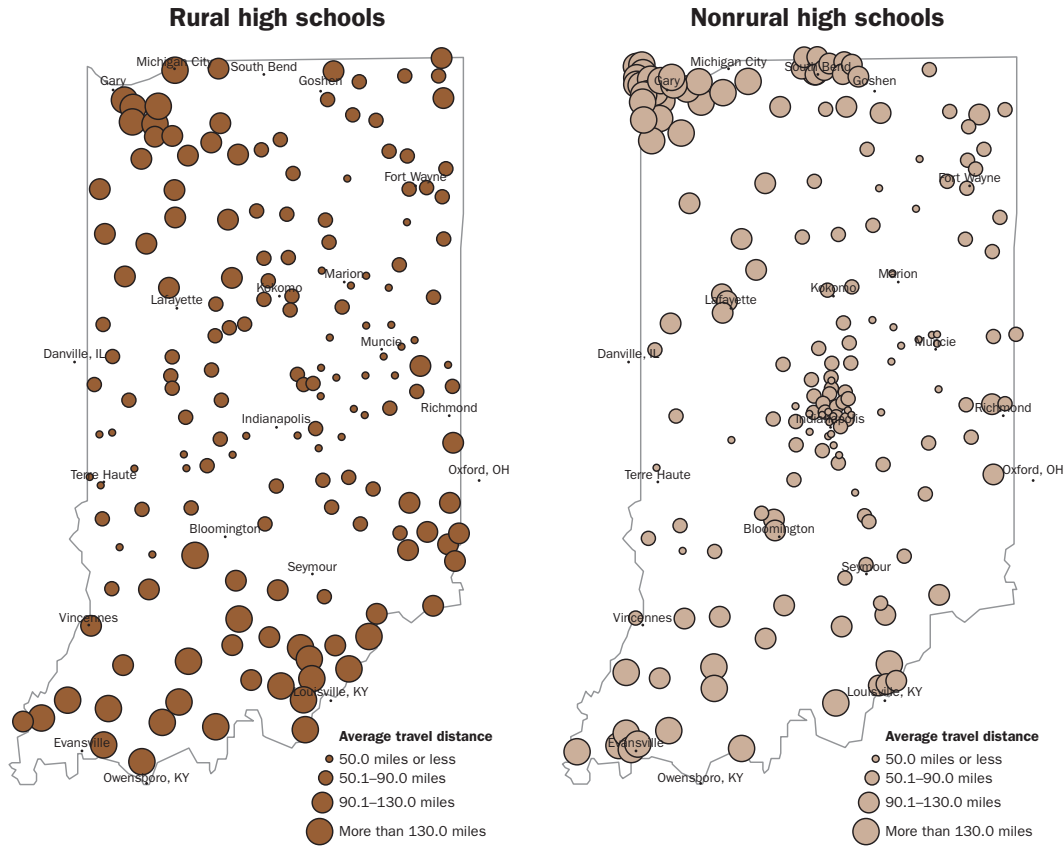 Rural high schools
Michigan City
South Bend
Gary
Goshen
Fort Wayne
Marion
Kokomo
Lafayette
Muncie
Danville, IL
Richmond
Indianapolis
Terre Haute
Oxford, OH
Bloomington
Seymour
Vincennes
Louisville, KY
Evansville
Owensboro, KY
Average travel distance
50.0 miles or less
50.1–90.0 miles
90.1–130.0 miles
More than 130.0 miles
Nonrural high schools
Michigan City
South Bend
Gary
Goshen
Fort Wayne
Marion
Kokomo
Lafayette
Muncie
Danville, IL
Richmond
Indianapolis
Terre Haute
Oxford, OH
Bloomington
Seymour
Vincennes
Louisville, KY
Evansville
Owensboro, KY
Average travel distance
50.0 miles or less
50.1–90.0 miles
90.1–130.0 miles
More than 130.0 miles